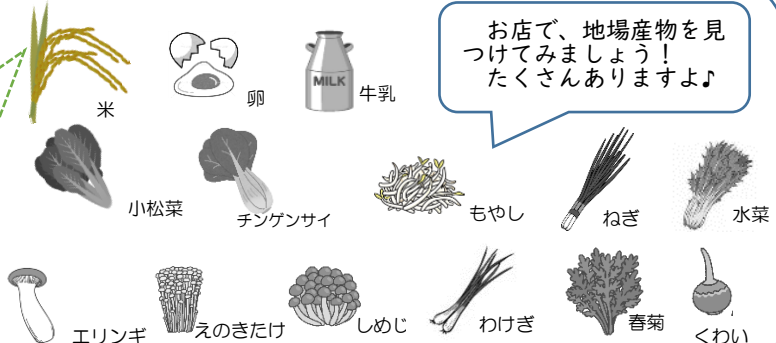 お店で、地場産物を見
つけてみましょう！
たくさんありますよ♪
米
卵
MILK
牛乳
小松菜
チンゲンサイ
もやし
ねぎ
水菜
エリンギ
えのきたけ
しめじ
わけぎ
春菊
くわい